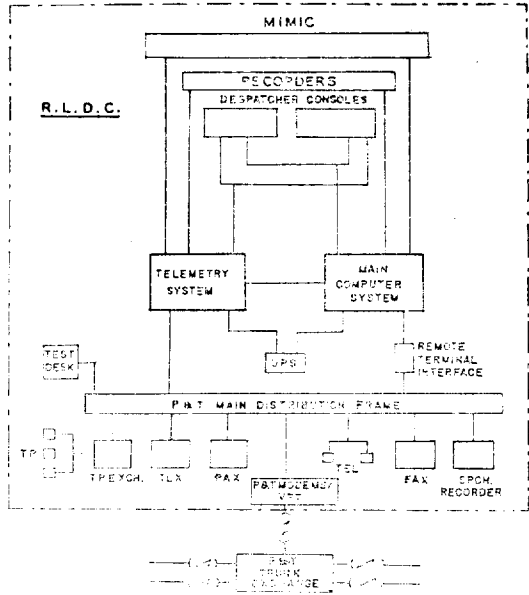 MIMIC
RECORDERS
R.L.D.C.
DESPATCHER CONSOLES
TELEMETRY
SYSTEM
MAIN
COMPUTER
SYSTEM
TEST
DESK
UPS
REMOTE
TERMINAL
INTERFACE
P&T MAIN DISTRIBUTION FRAME
TP
TP EXCH.
TLX
PAX
TEL
FAX
SPCH.
RECORDER
P&T MODEMS/
VFT
P&T
TRUNK
EXCHANGE